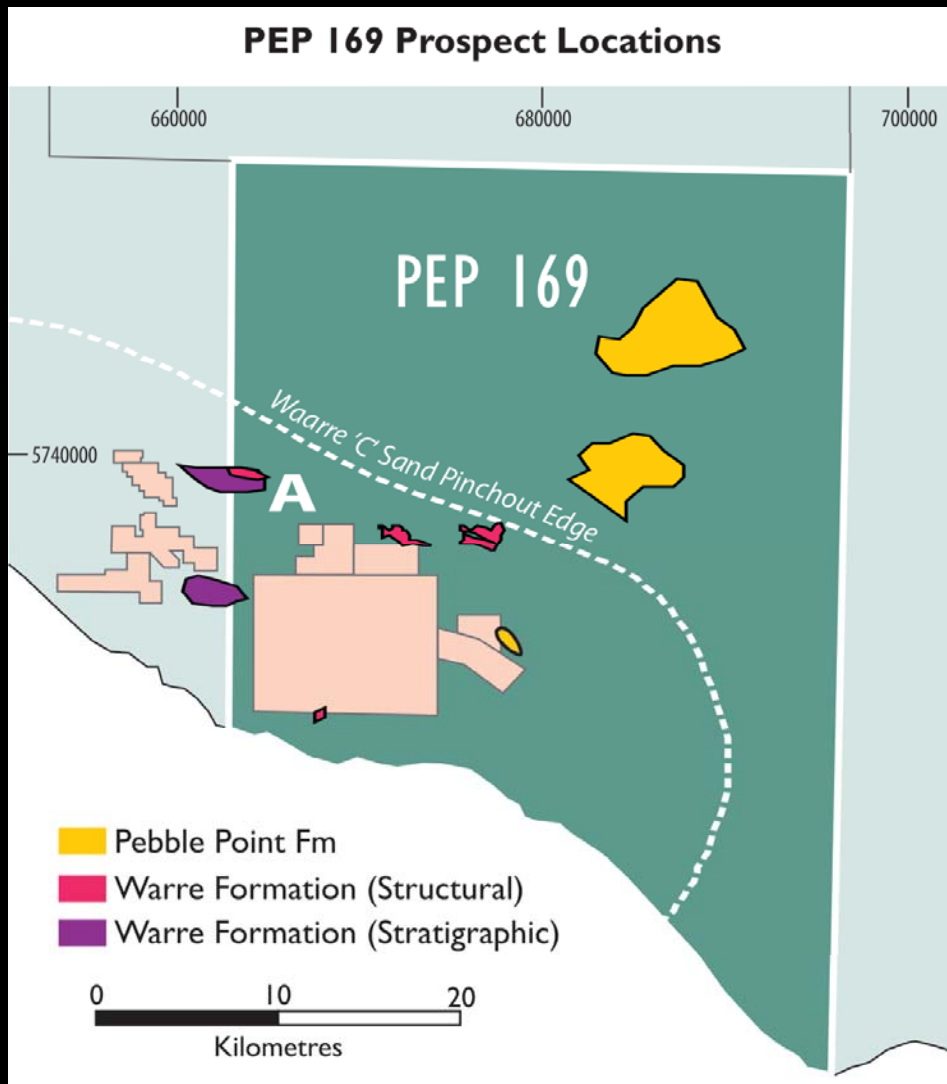 PEP 169 Prospect Locations
660000
680000
700000
PEP 169
Waarre 'C' Sand Pinchout Edge
5740000
A
Pebble Point Fm
Warre Formation (Structural)
Warre Formation (Stratigraphic)
0 10 20
Kilometres